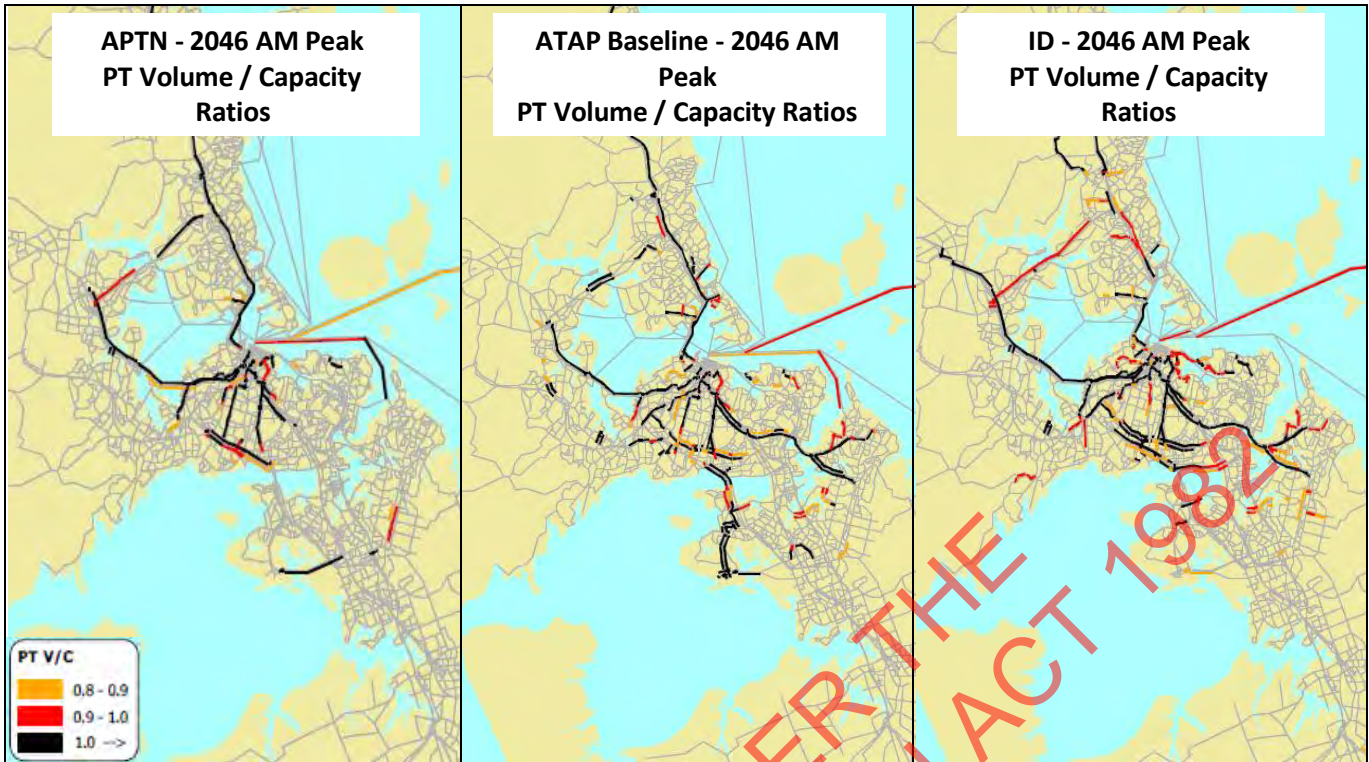 APTN - 2046 AM Peak
PT Volume / Capacity
Ratios
ATAP Baseline - 2046 AM
Peak
PT Volume / Capacity Ratios
ID - 2046 AM Peak
PT Volume / Capacity
Ratios
PT V/C
0.8 - 0.9
0.9 - 1.0
1.0 -->
ER THE
ACT 1982